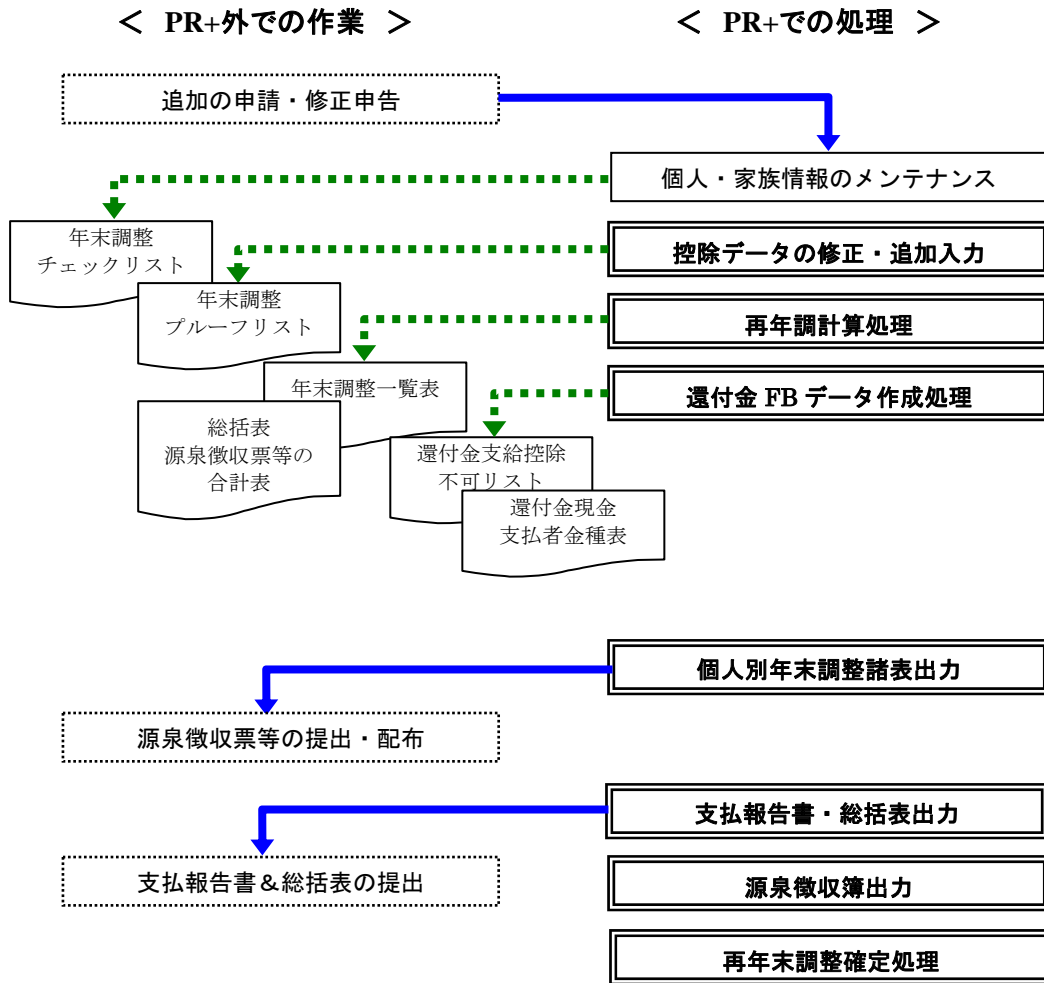 ＜ PR+外での作業 ＞
＜ PR+での処理 ＞
追加の申請・修正申告
個人・家族情報のメンテナンス
年末調整
チェックリスト
控除データの修正・追加入力
年末調整
プルーフリスト
再年調計算処理
年末調整一覧表
還付金 FB データ作成処理
総括表
源泉徴収票等の
合計表
還付金支給控除
不可リスト
還付金現金
支払者金種表
個人別年末調整諸表出力
源泉徴収票等の提出・配布
支払報告書・総括表出力
支払報告書＆総括表の提出
源泉徴収簿出力
再年末調整確定処理